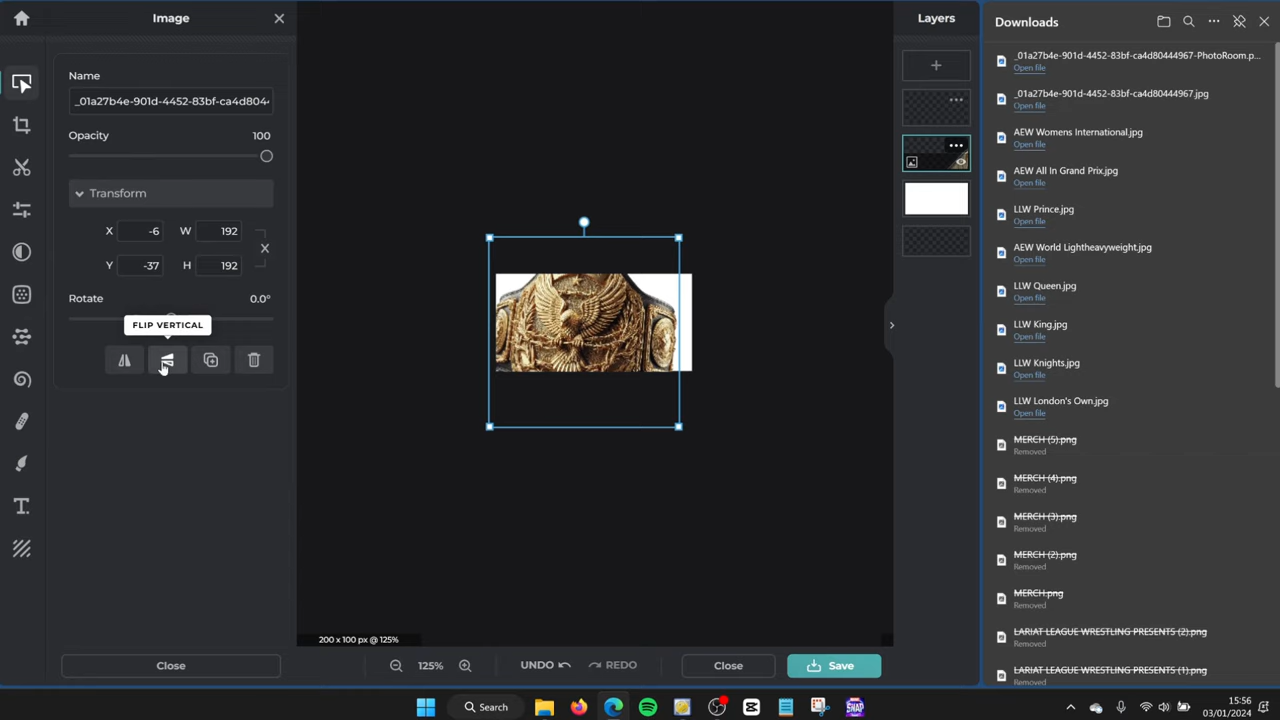 Image
Name
_01a27b4e-901d-4452-83bf-ca4d804
Opacity
100
Transform
X
-6
W
192
Y
-37
H
192
Rotate
0.0°
FLIP VERTICAL
Close
200 x 100 px @ 125%
125%
UNDO
REDO
Close
Save
Layers
Downloads
_01a27b4e-901d-4452-83bf-ca4d80444967-PhotoRoom.p...
Open file
_01a27b4e-901d-4452-83bf-ca4d80444967.jpg
Open file
AEW Womens International.jpg
Open file
AEW All In Grand Prix.jpg
Open file
LLW Prince.jpg
Open file
AEW World Lightheavyweight.jpg
Open file
LLW Queen.jpg
Open file
LLW King.jpg
Open file
LLW Knights.jpg
Open file
LLW London's Own.jpg
Open file
MERCH (5).png
Removed
MERCH (4).png
Removed
MERCH (3).png
Removed
MERCH (2).png
Removed
MERCH.png
Removed
LARIAT LEAGUE WRESTLING PRESENTS (2).png
Removed
LARIAT LEAGUE WRESTLING PRESENTS (1).png
Removed
Search
15:56
03/01/2024